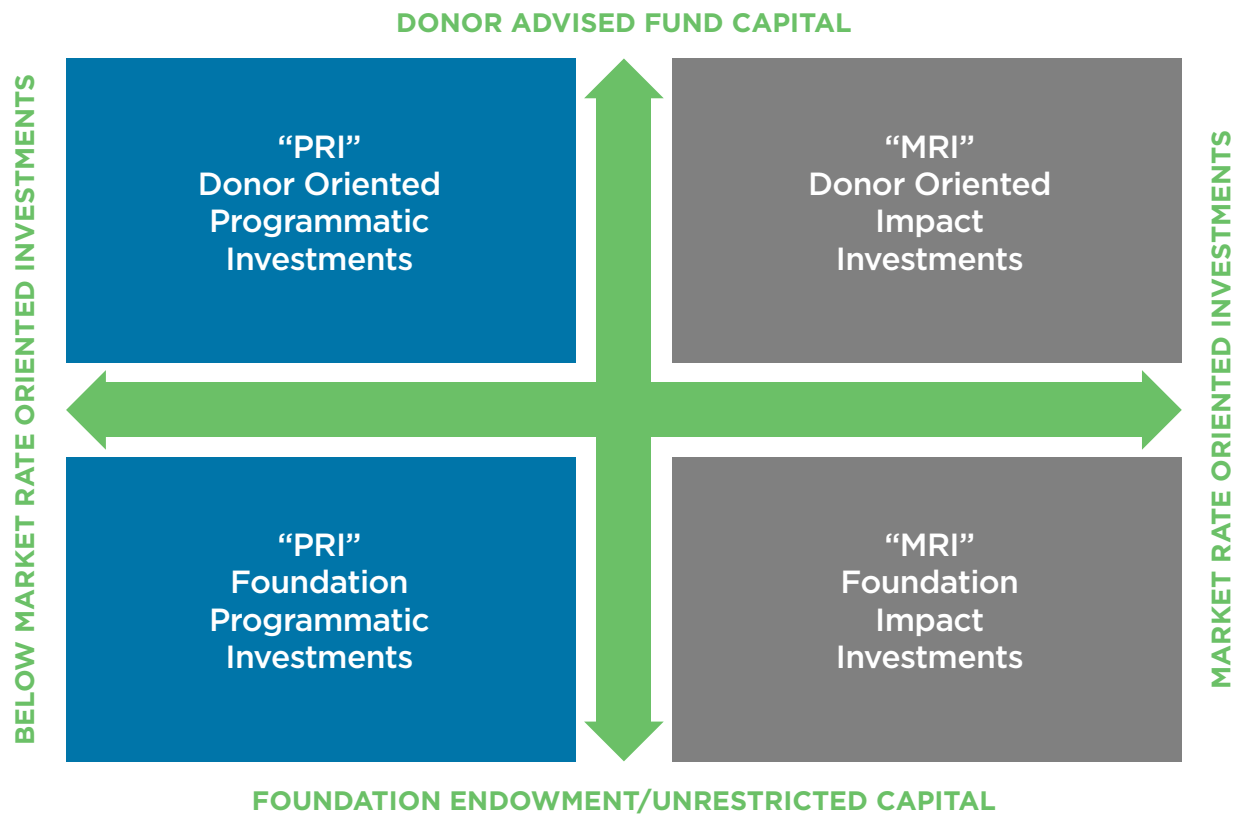 DONOR ADVISED FUND CAPITAL
BELOW MARKET RATE ORIENTED INVESTMENTS
“PRI”
Donor Oriented
Programmatic
Investments
“MRI”
Donor Oriented
Impact
Investments
MARKET RATE ORIENTED INVESTMENTS
“PRI”
Foundation
Programmatic
Investments
“MRI”
Foundation
Impact
Investments
FOUNDATION ENDOWMENT/UNRESTRICTED CAPITAL